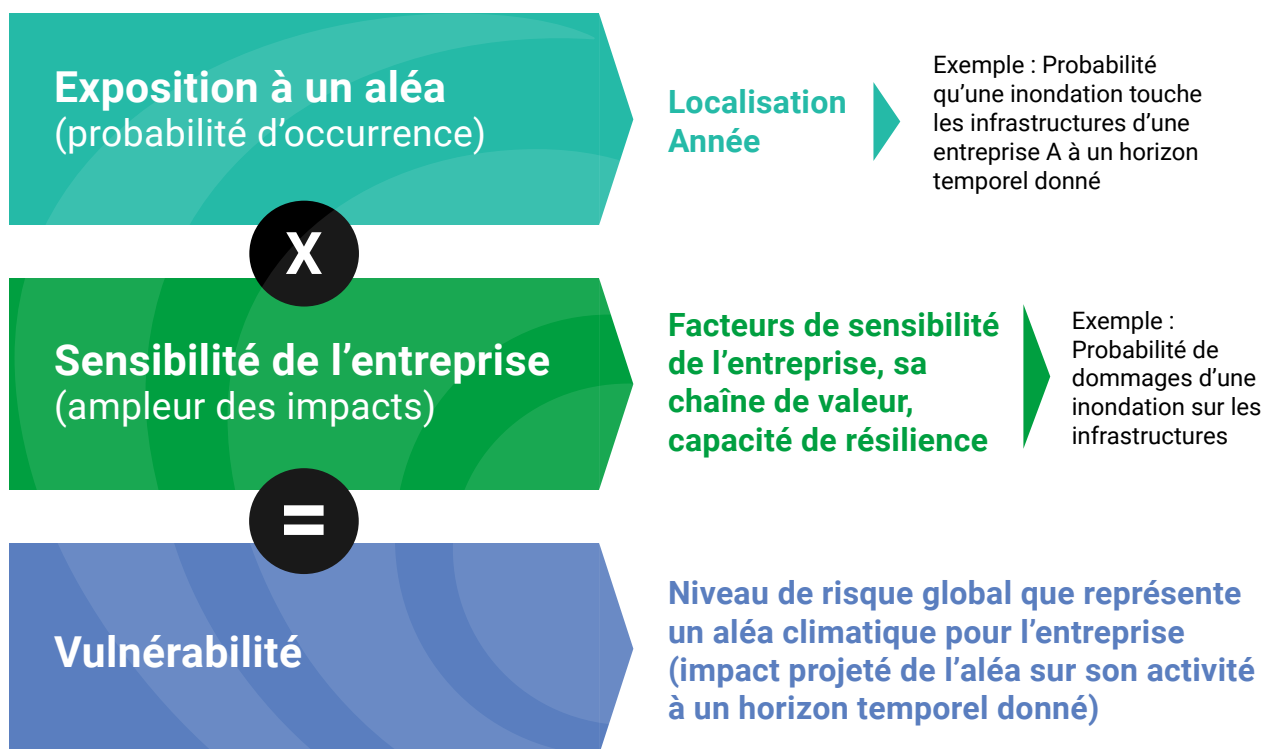 Exposition à un aléa
(probabilité d’occurrence)
Localisation
Année
Exemple : Probabilité
qu’une inondation touche
les infrastructures d’une
entreprise A à un horizon
temporel donné
X
Sensibilité de l’entreprise
(ampleur des impacts)
Facteurs de sensibilité
de l’entreprise, sa
chaîne de valeur,
capacité de résilience
Exemple :
Probabilité de
dommages d’une
inondation sur les
infrastructures
=
Vulnérabilité
Niveau de risque global que représente
un aléa climatique pour l’entreprise
(impact projeté de l’aléa sur son activité
à un horizon temporel donné)